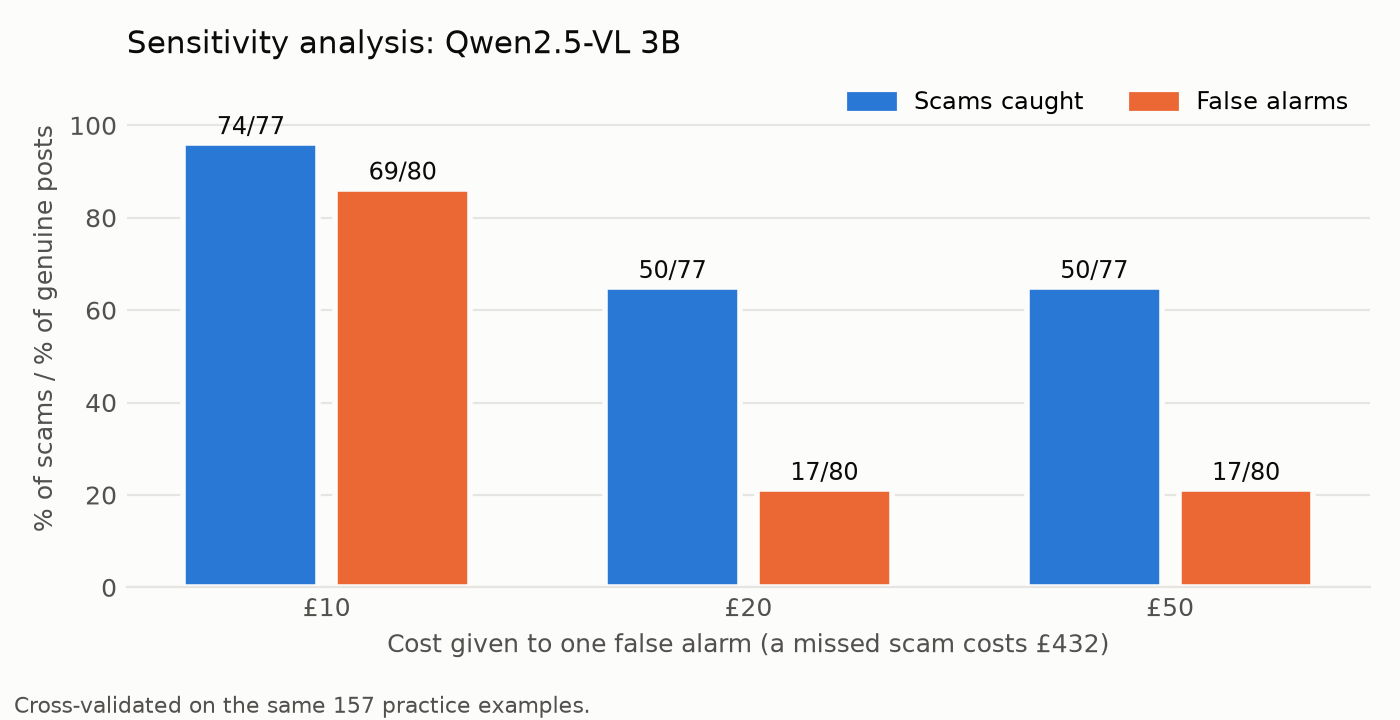 Sensitivity analysis: Qwen2.5-VL 3B
Scams caught
False alarms
% of scams / % of genuine posts
100
80
60
40
20
0
74/77
69/80
50/77
17/80
50/77
17/80
£10
£20
£50
Cost given to one false alarm (a missed scam costs £432)
Cross-validated on the same 157 practice examples.